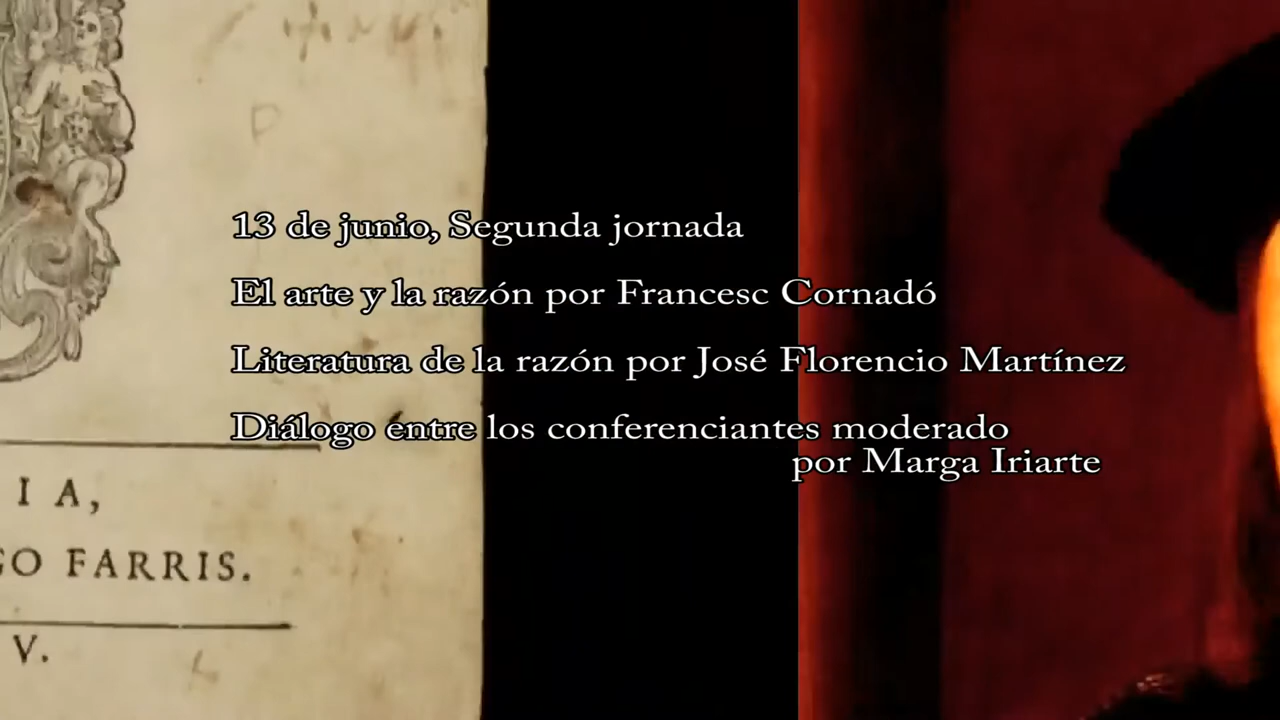 13 de junio, Segunda jornada
El arte y la razón por Francesc Cornadó
Literatura de la razón por José Florencio Martínez
Diálogo entre los conferenciantes moderado
por Marga Iriarte
I A,
GO FARRIS.
V.